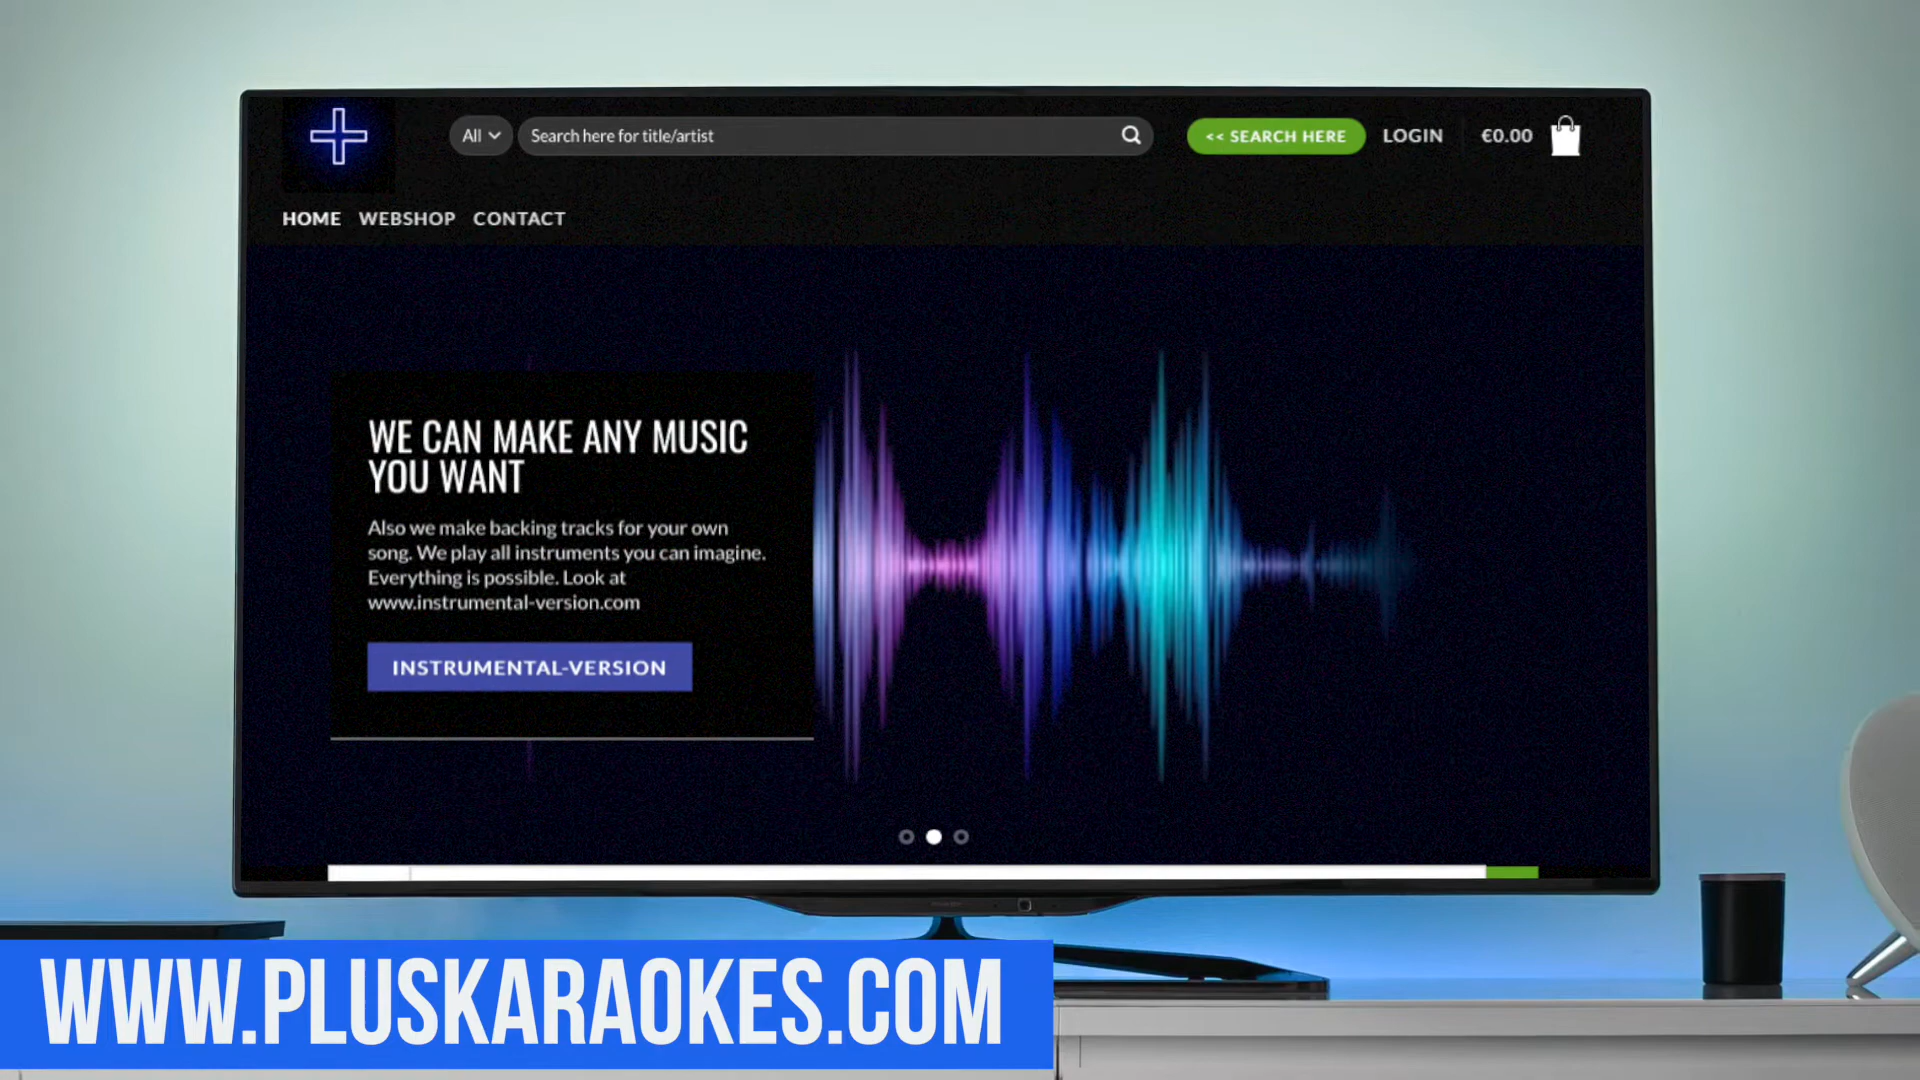 All
Search here for title/artist
<< SEARCH HERE
LOGIN
€0.00
HOME WEBSHOP CONTACT
WE CAN MAKE ANY MUSIC
YOU WANT
Also we make backing tracks for your own
song. We play all instruments you can imagine.
Everything is possible. Look at
www.instrumental-version.com
INSTRUMENTAL-VERSION
WWW.PLUSKARAOKES.COM